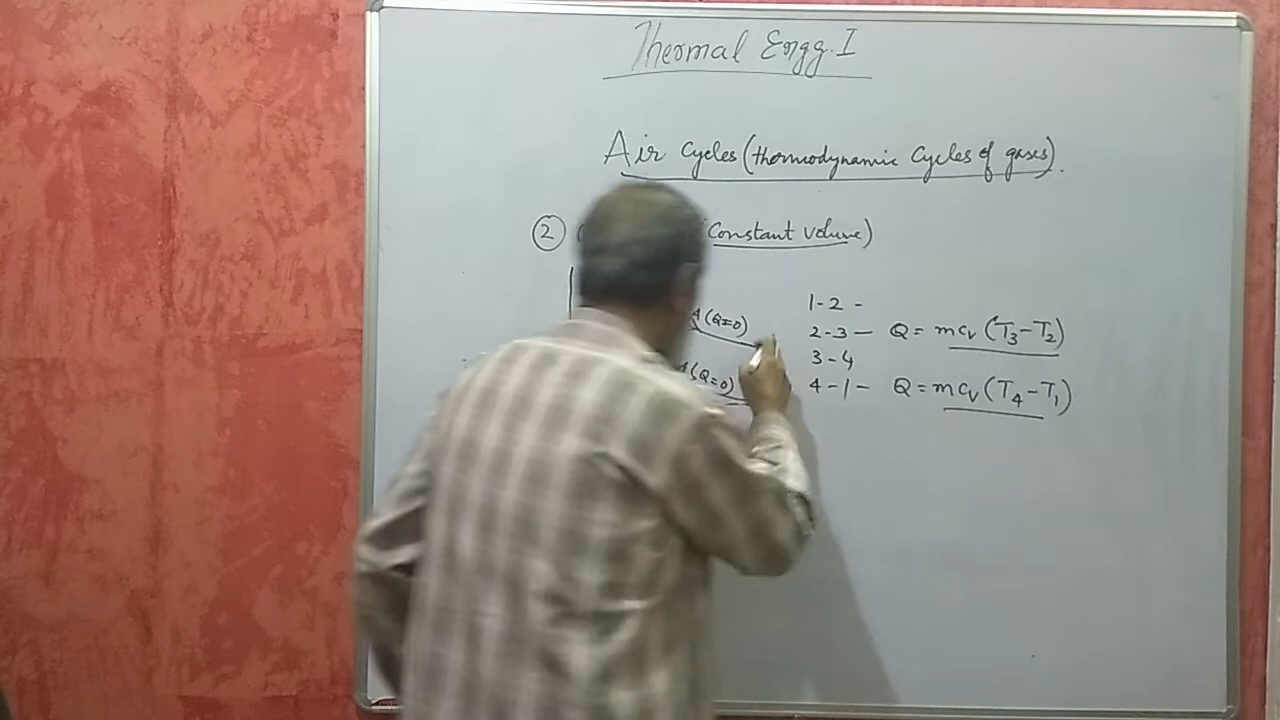 Thermal Engg. I
Air Cycles (thermodynamic Cycles of gases).
2 (Constant volume)
1-2 -
A (Q=0)
2-3 - Q = mcv (T3-T2)
3-4
A(Q=0)
4-1- Q = mcv (T4-T1)